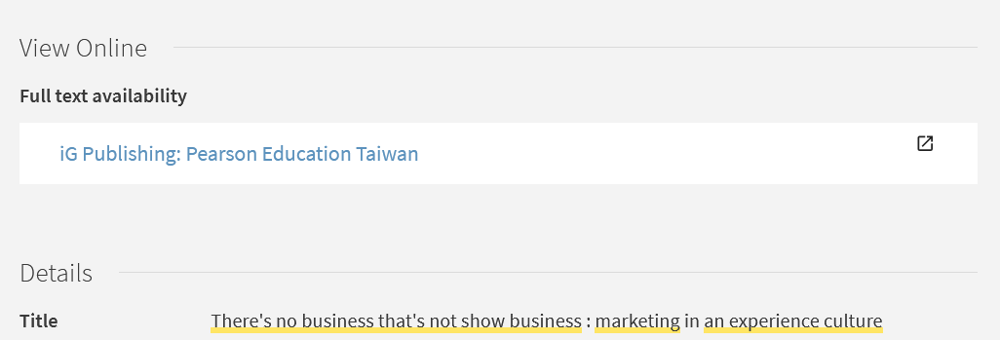 View Online
Full text availability
iG Publishing: Pearson Education Taiwan
Details
Title There's no business that's not show business : marketing in an experience culture